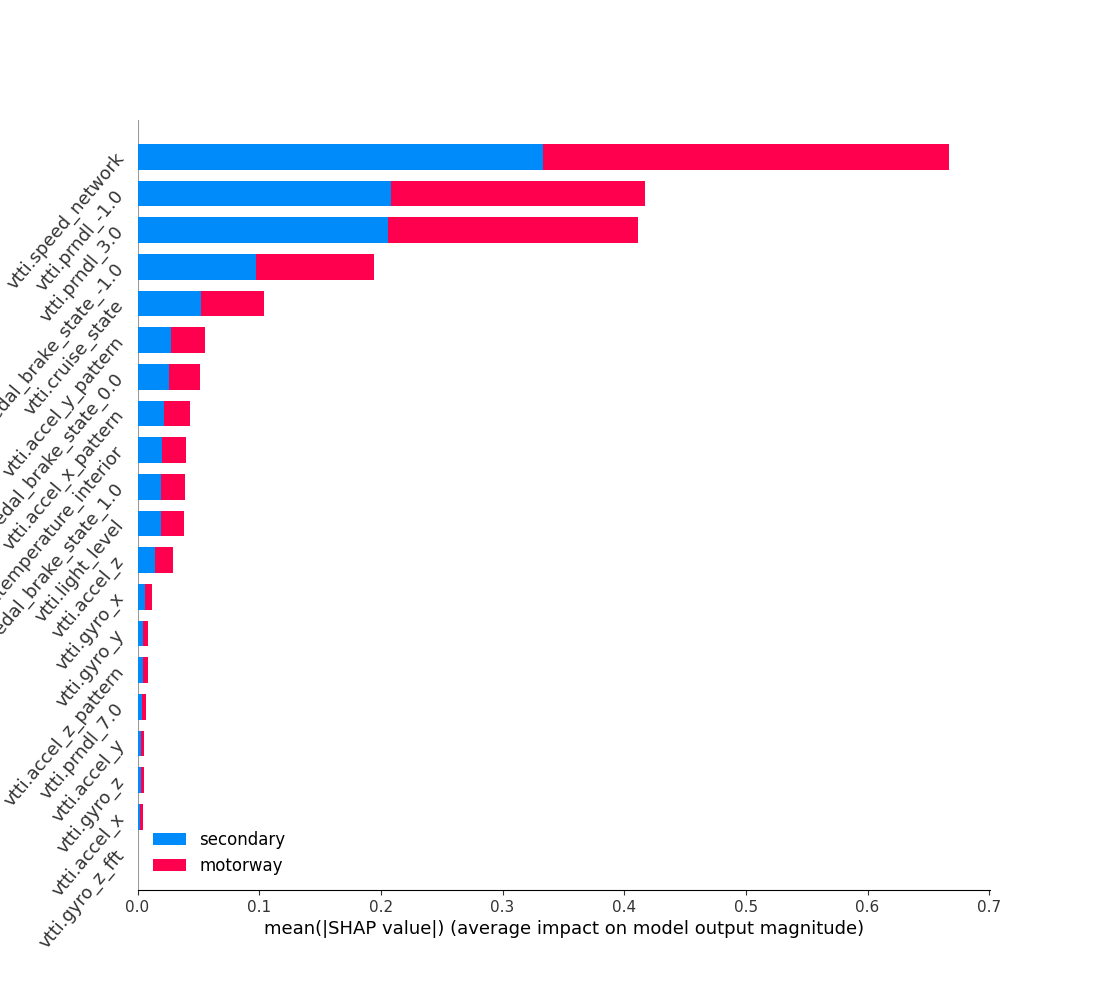 vtti.speed_network
vtti.prndl_-1.0
vtti.prndl_3.0
edal_brake_state_-1.0
vtti.cruise_state
vtti.accel_y_pattern
edal_brake_state_0.0
vtti.accel_x_pattern
temperature_interior
edal_brake_state_1.0
vtti.light_level
vtti.accel_z
vtti.gyro_x
vtti.gyro_y
vtti.accel_z_pattern
vtti.prndl_7.0
vtti.accel_y
vtti.gyro_z
vtti.accel_x
vtti.gyro_z_fft
secondary
motorway
0.0 0.1 0.2 0.3 0.4 0.5 0.6 0.7
mean(|SHAP value|) (average impact on model output magnitude)